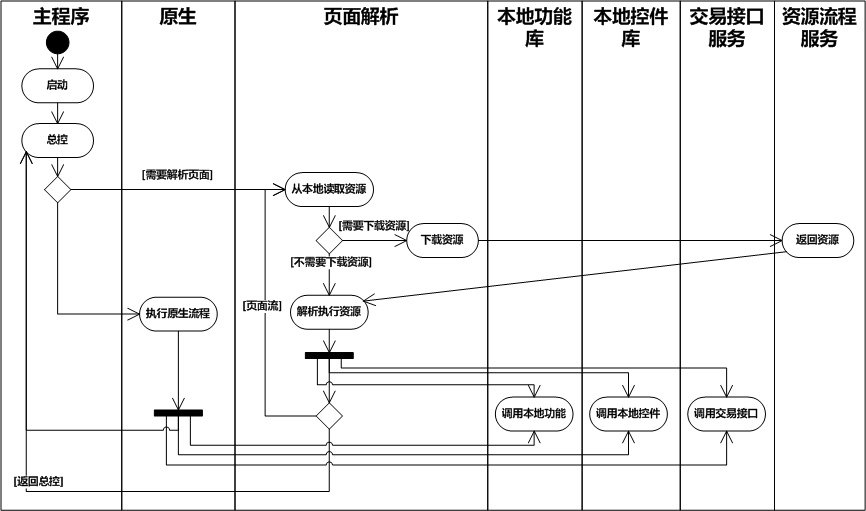 主程序
原生
页面解析
本地功能
库
本地控件
库
交易接口
服务
资源流程
服务
启动
总控
[需要解析页面]
从本地读取资源
[需要下载资源]
下载资源
返回资源
[不需要下载资源]
[页面流]
执行原生流程
解析执行资源
调用本地功能
调用本地控件
调用交易接口
[返回总控]